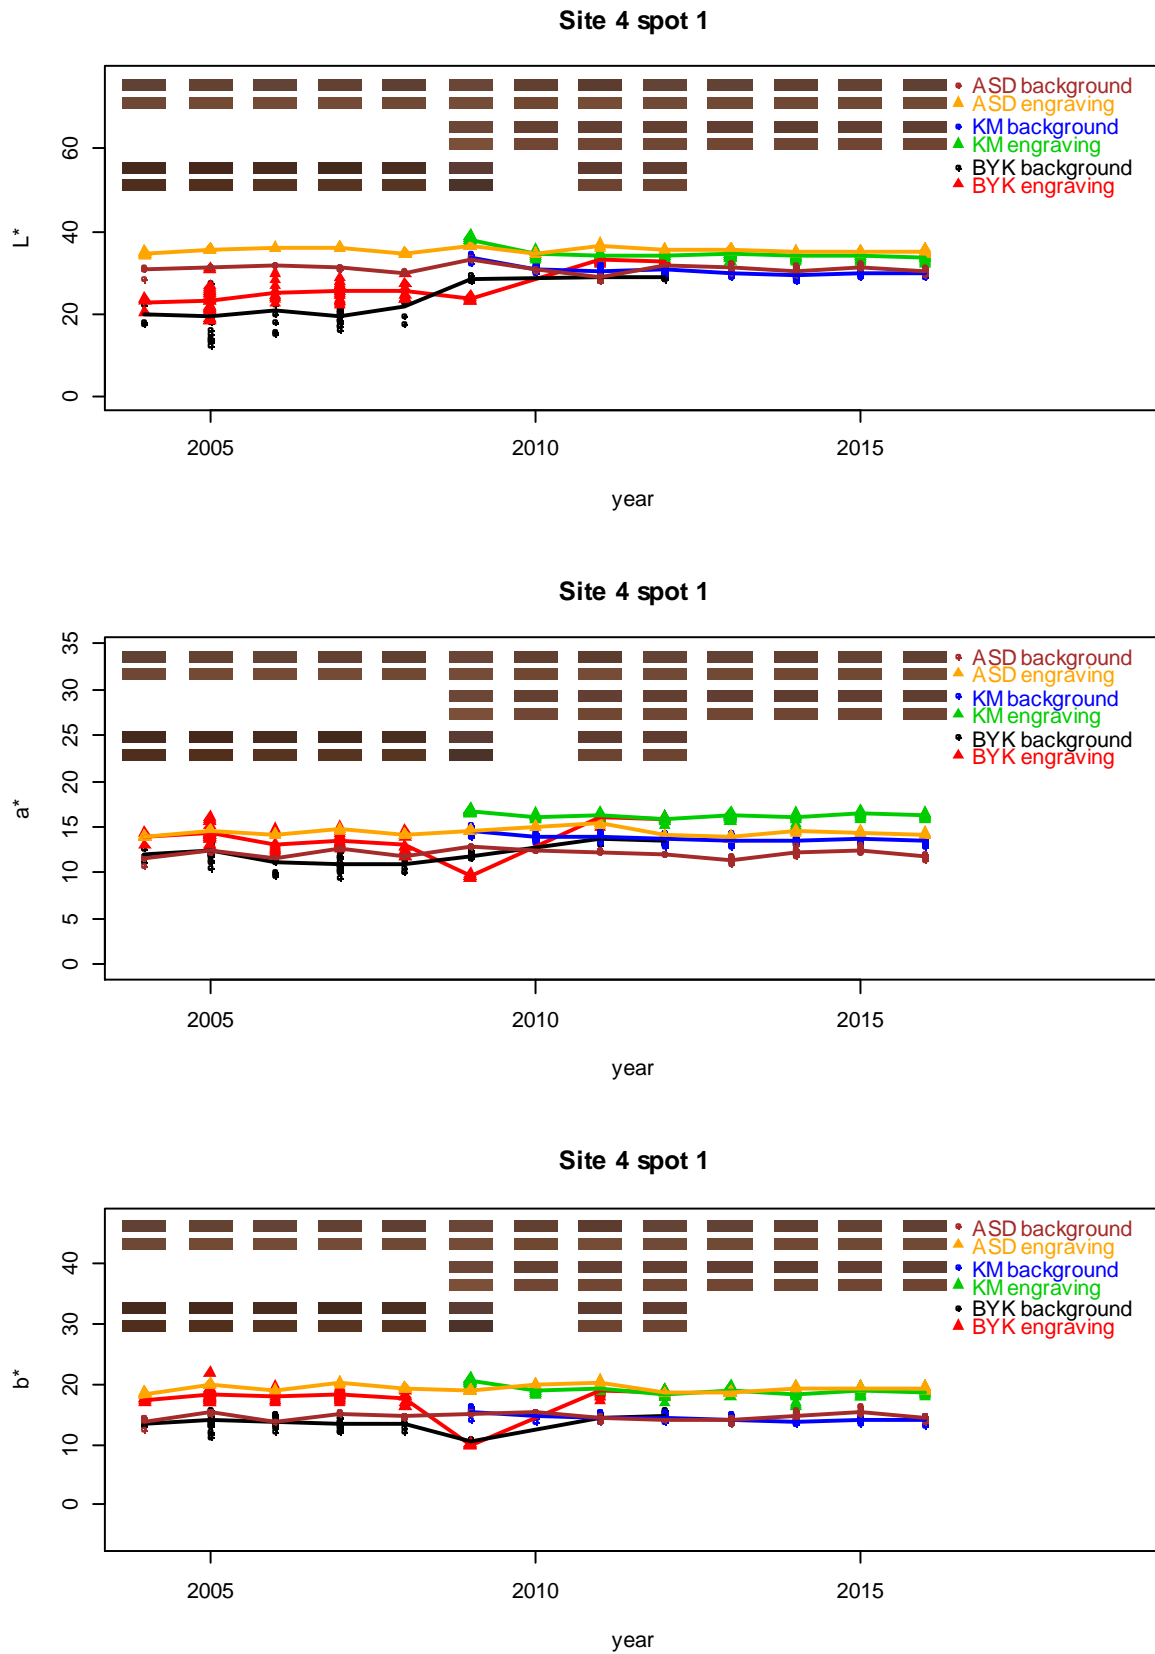 Site 4 spot 1
ASD background
ASD engraving
KM background
KM engraving
BYK background
BYK engraving
L*
60
40
20
0
2005 2010 2015
year
Site 4 spot 1
ASD background
ASD engraving
KM background
KM engraving
BYK background
BYK engraving
a*
35
30
25
20
15
10
5
0
2005 2010 2015
year
Site 4 spot 1
ASD background
ASD engraving
KM background
KM engraving
BYK background
BYK engraving
b*
40
30
20
10
0
2005 2010 2015
year